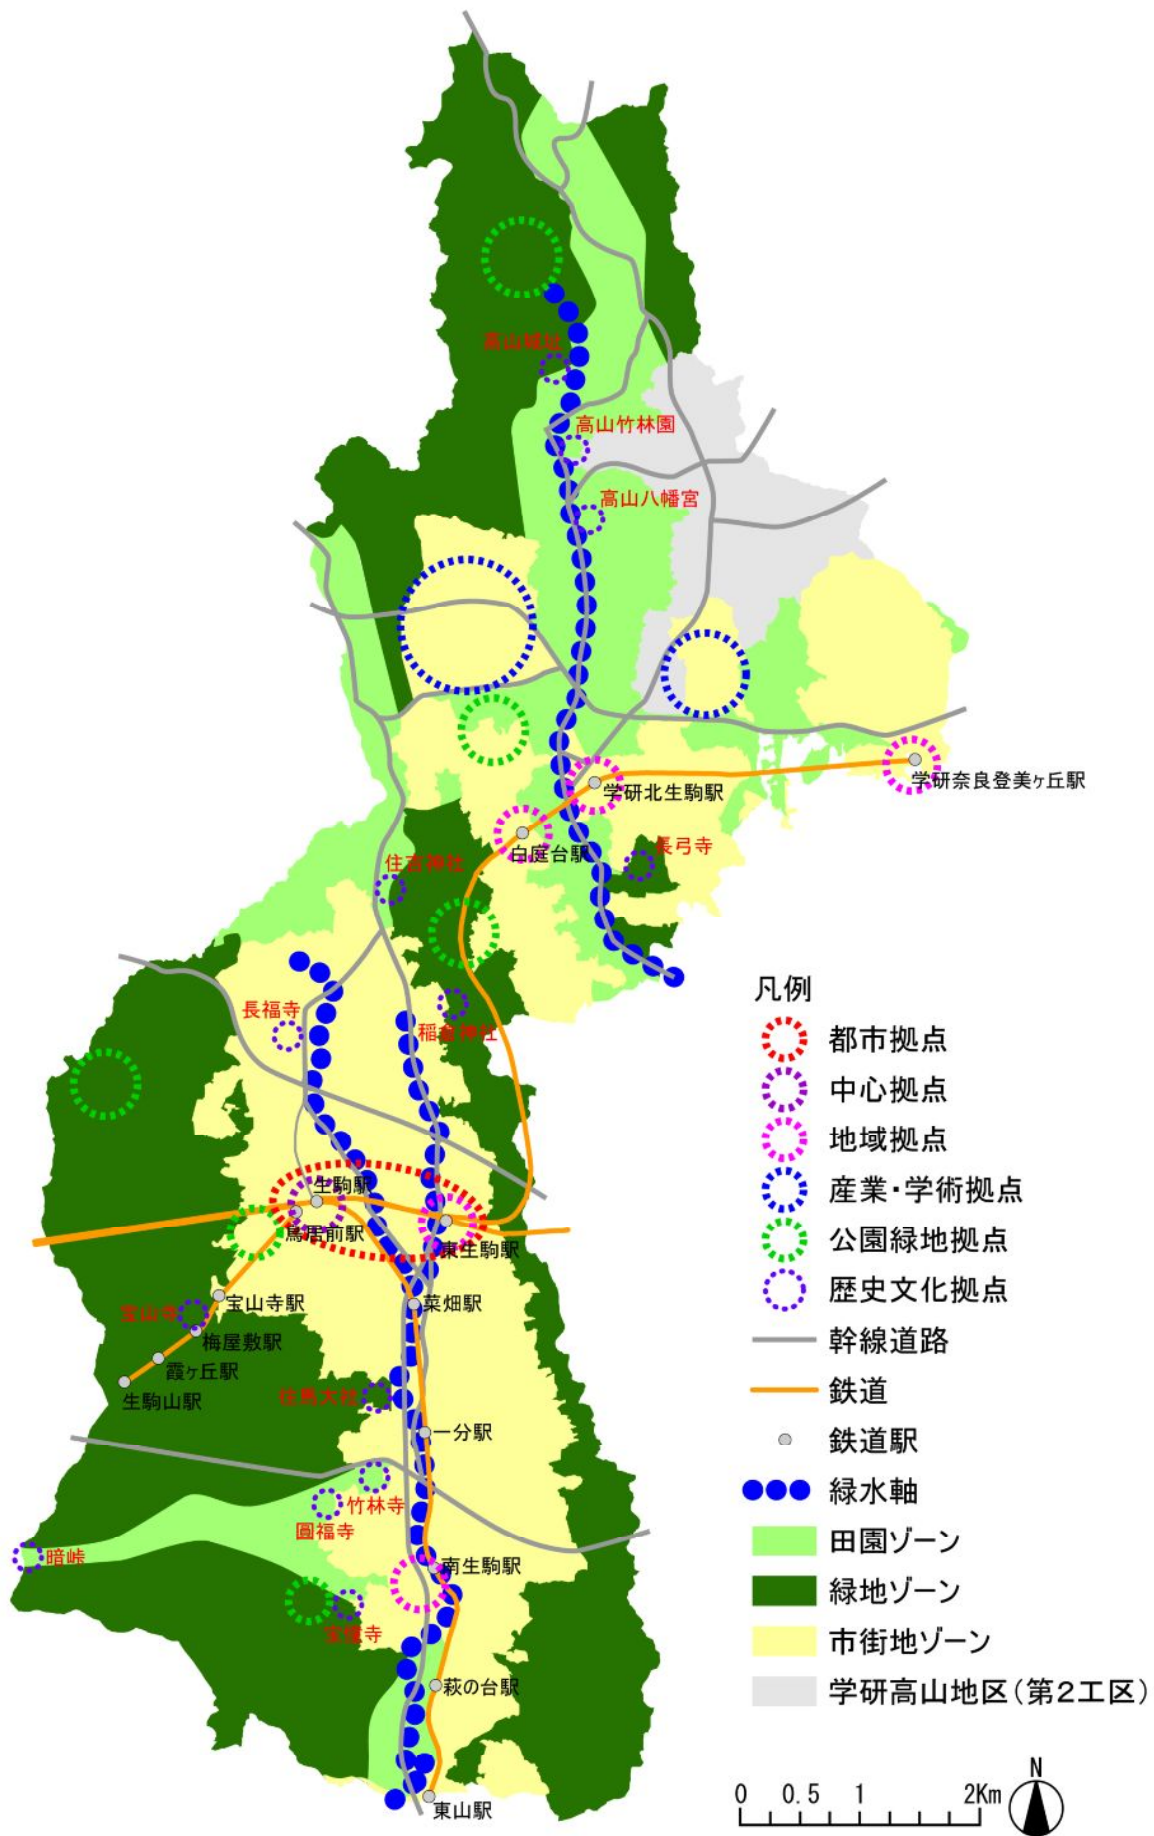 高山城址
高山竹林園
高山八幡宮
学研奈良登美ヶ丘駅
学研北生駒駅
白庭台駅
長弓寺
住吉神社
長福寺
稲倉神社
生駒駅
鳥居前駅
東生駒駅
宝山寺駅
菜畑駅
宝山寺
梅屋敷駅
霞ヶ丘駅
生駒山駅
往馬大社
一分駅
竹林寺
圓福寺
暗峠
南生駒駅
宝憧寺
萩の台駅
東山駅
凡例
都市拠点
中心拠点
地域拠点
産業・学術拠点
公園緑地拠点
歴史文化拠点
幹線道路
鉄道
鉄道駅
緑水軸
田園ゾーン
緑地ゾーン
市街地ゾーン
学研高山地区(第2工区)
N
0 0.5 1 2Km